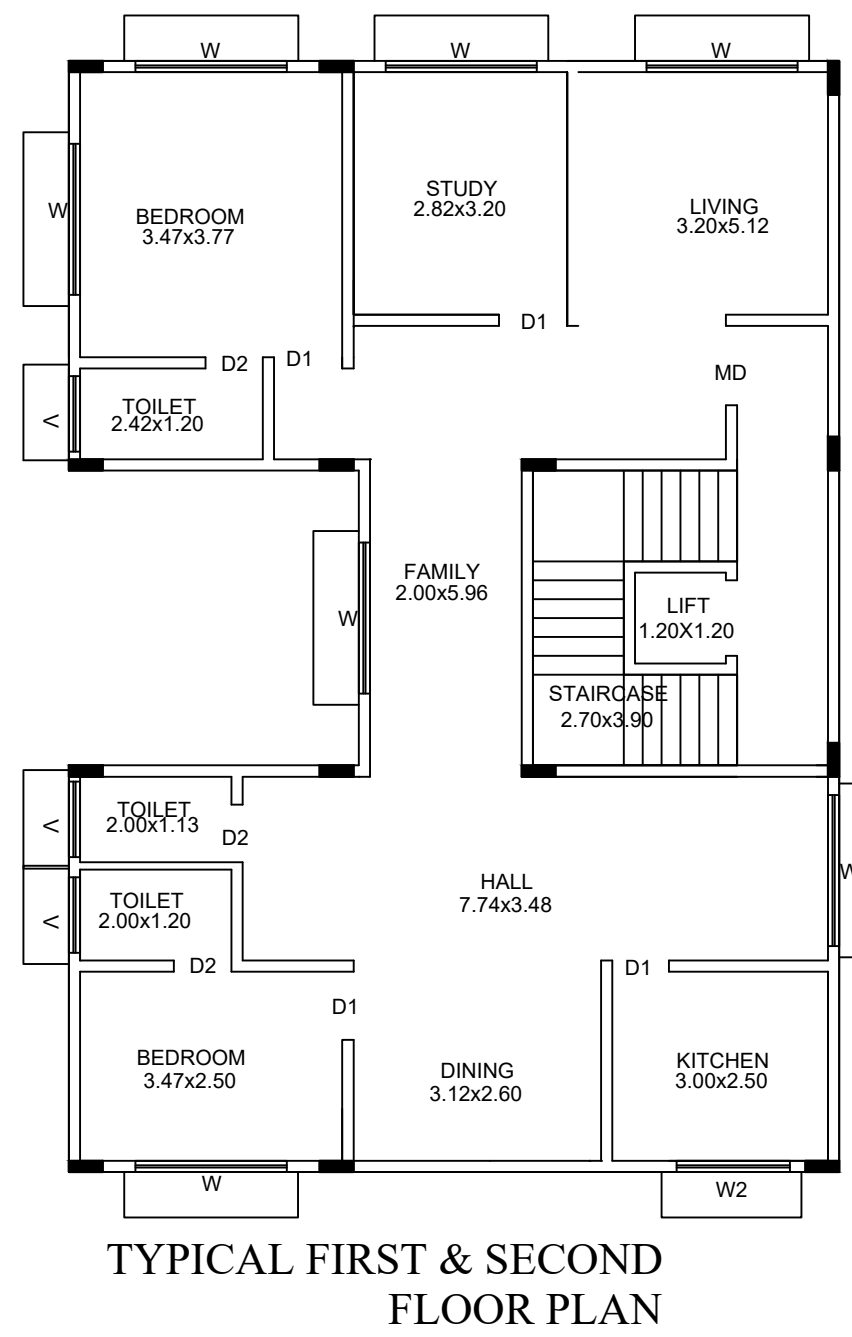 W
W
W
W
BEDROOM
3.47x3.77
STUDY
2.82x3.20
LIVING
3.20x5.12
D1
D2
D1
MD
V
TOILET
2.42x1.20
FAMILY
2.00x5.96
W
LIFT
1.20X1.20
STAIRCASE
2.70x3.90
V
TOILET
2.00x1.13
D2
HALL
7.74x3.48
W
V
TOILET
2.00x1.20
D2
D1
D1
BEDROOM
3.47x2.50
DINING
3.12x2.60
KITCHEN
3.00x2.50
W
W2
TYPICAL FIRST & SECOND
FLOOR PLAN